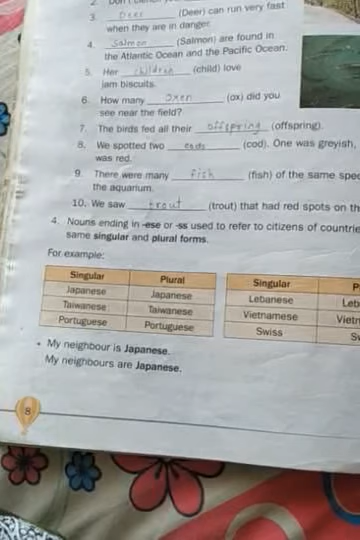 3. Deer (Deer) can run very fast
when they are in danger.
4. Salmon (Salmon) are found in
the Atlantic Ocean and the Pacific Ocean.
5. Her children (child) love
jam biscuits.
6. How many oxen (ox) did you
see near the field?
7. The birds fed all their offspring (offspring).
8. We spotted two (cod). One was greyish,
was red.
9. There were many fish (fish) of the same
the aquarium.
10. We saw trout (trout) that had red spots on
4. Nouns ending in -ese or -ss used to refer to citizens of
same singular and plural forms.
For example:
Singular Plural
Japanese Japanese
Taiwanese Taiwanese
Portuguese Portuguese
Singular
Lebanese
Vietnamese
Swiss
• My neighbour is Japanese.
My neighbours are Japanese.
8